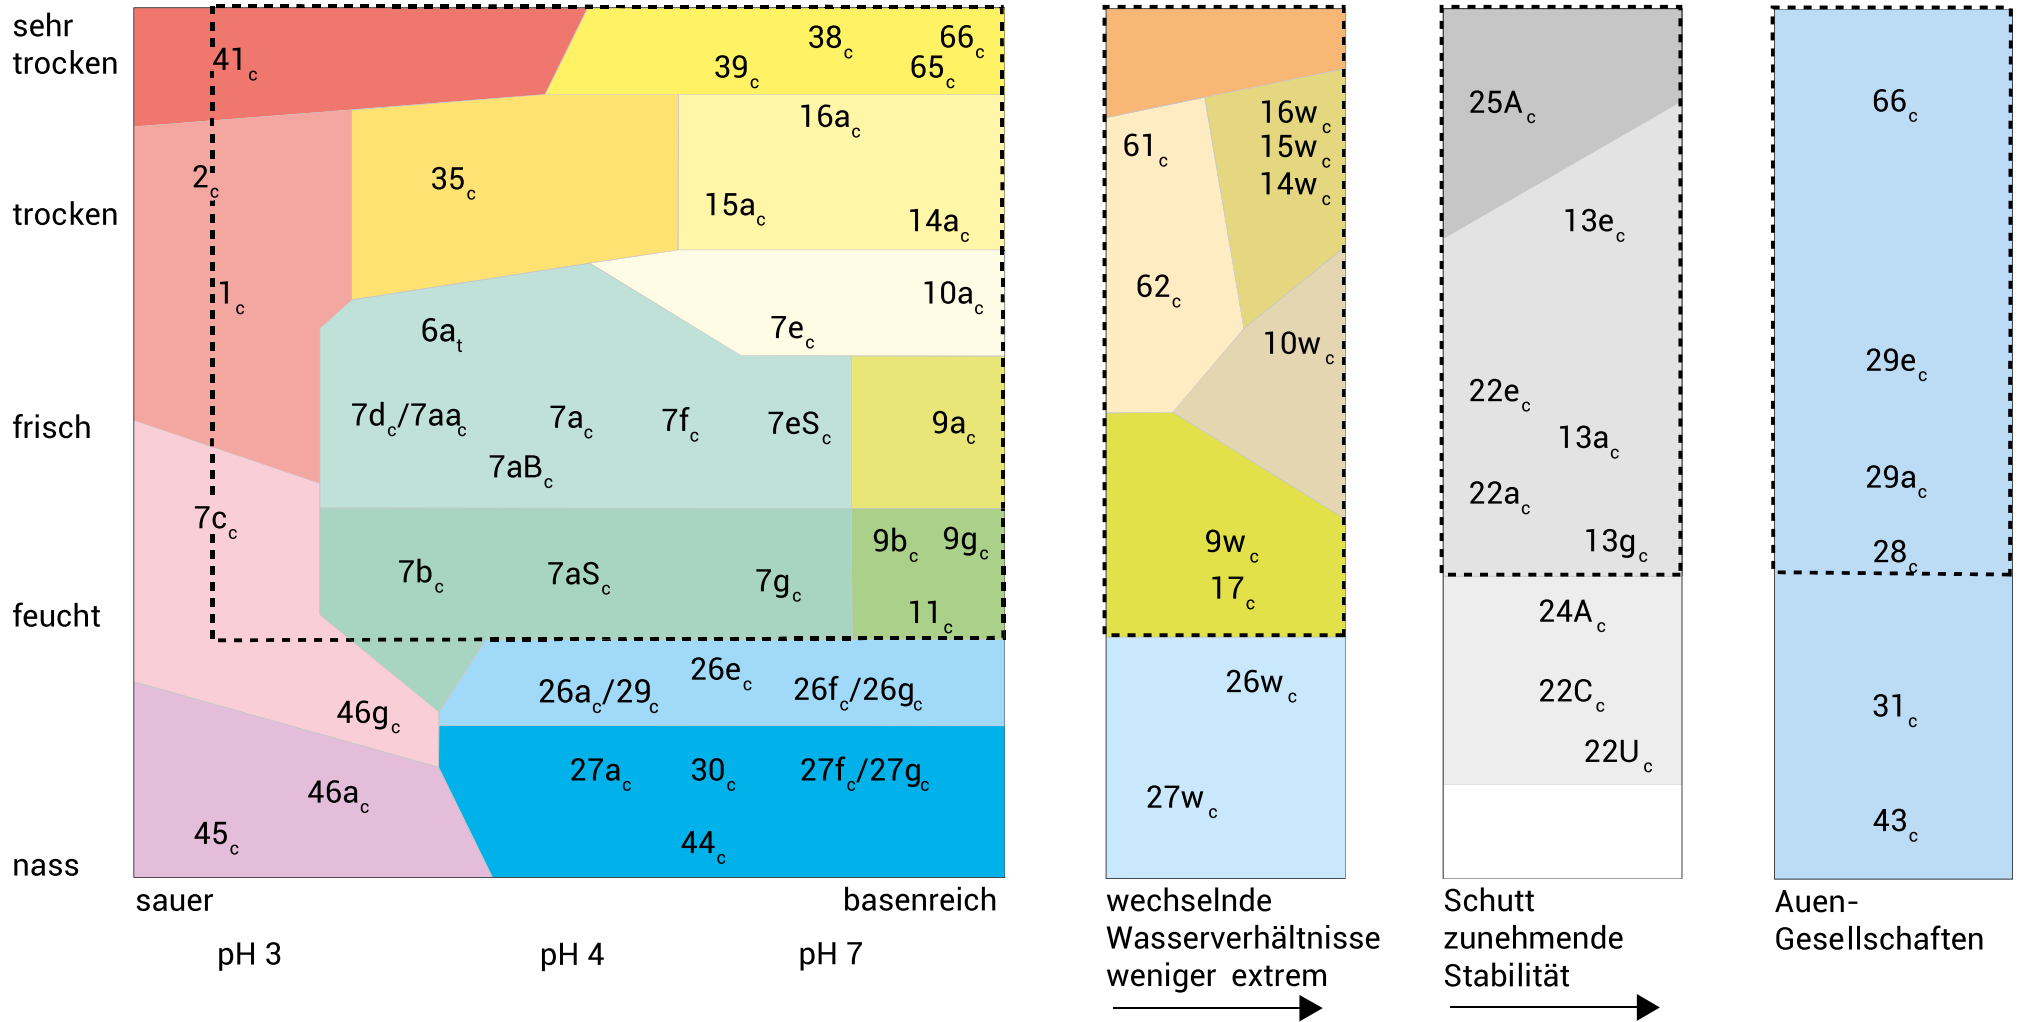 sehr
trocken
trocken
frisch
feucht
nass
41c
38c
66c
39c
65c
16ac
2c
35c
15ac
14ac
1c
10ac
6at
7ec
7dc/7aac
7ac
7fc
7eSc
9ac
7aBc
7cc
9bc
9gc
7bc
7aSc
7gc
11c
26ec
26ac/29c
26fc/26gc
46gc
27ac
30c
27fc/27gc
46ac
45c
44c
sauer
basenreich
pH 3
pH 4
pH 7
16wc
61c
15wc
14wc
62c
10wc
9wc
17c
26wc
27wc
wechselnde
Wasserverhältnisse
weniger extrem
25Ac
13ec
22ec
13ac
22ac
13gc
24Ac
22Cc
22Uc
Schutt
zunehmende
Stabilität
66c
29ec
29ac
28c
31c
43c
Auen-
Gesellschaften